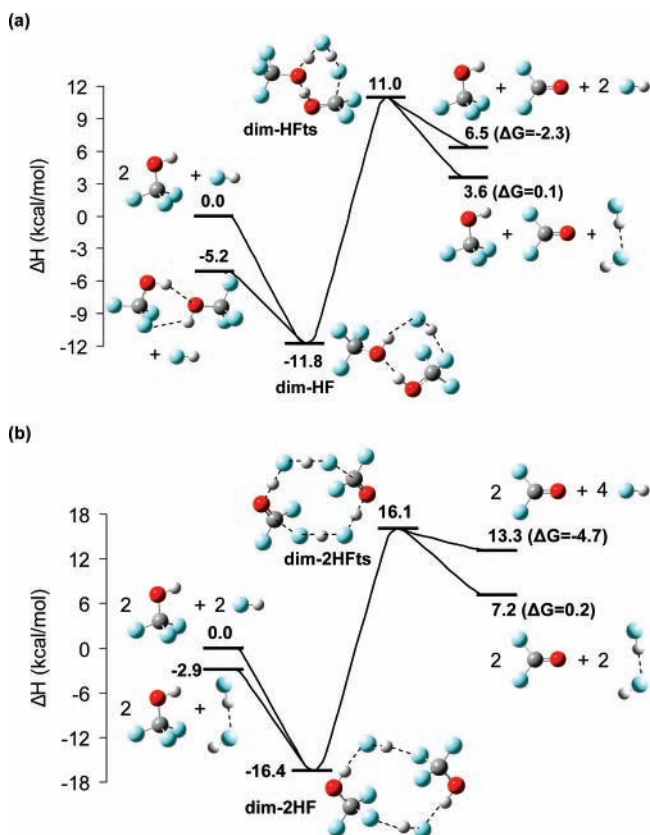 (a)
ΔH (kcal/mol)
12
9
6
3
0
-3
-6
-9
-12
dim-HFts
11.0
+ + 2
6.5 (ΔG=-2.3)
3.6 (ΔG=0.1)
+ +
2 +
0.0
-5.2
+
-11.8
dim-HF
(b)
ΔH (kcal/mol)
18
12
6
0
-6
-12
-18
dim-2HFts
16.1
2 + 4
13.3 (ΔG=-4.7)
7.2 (ΔG=0.2)
2 + 2
2 + 2
0.0
-2.9
2 +
-16.4
dim-2HF